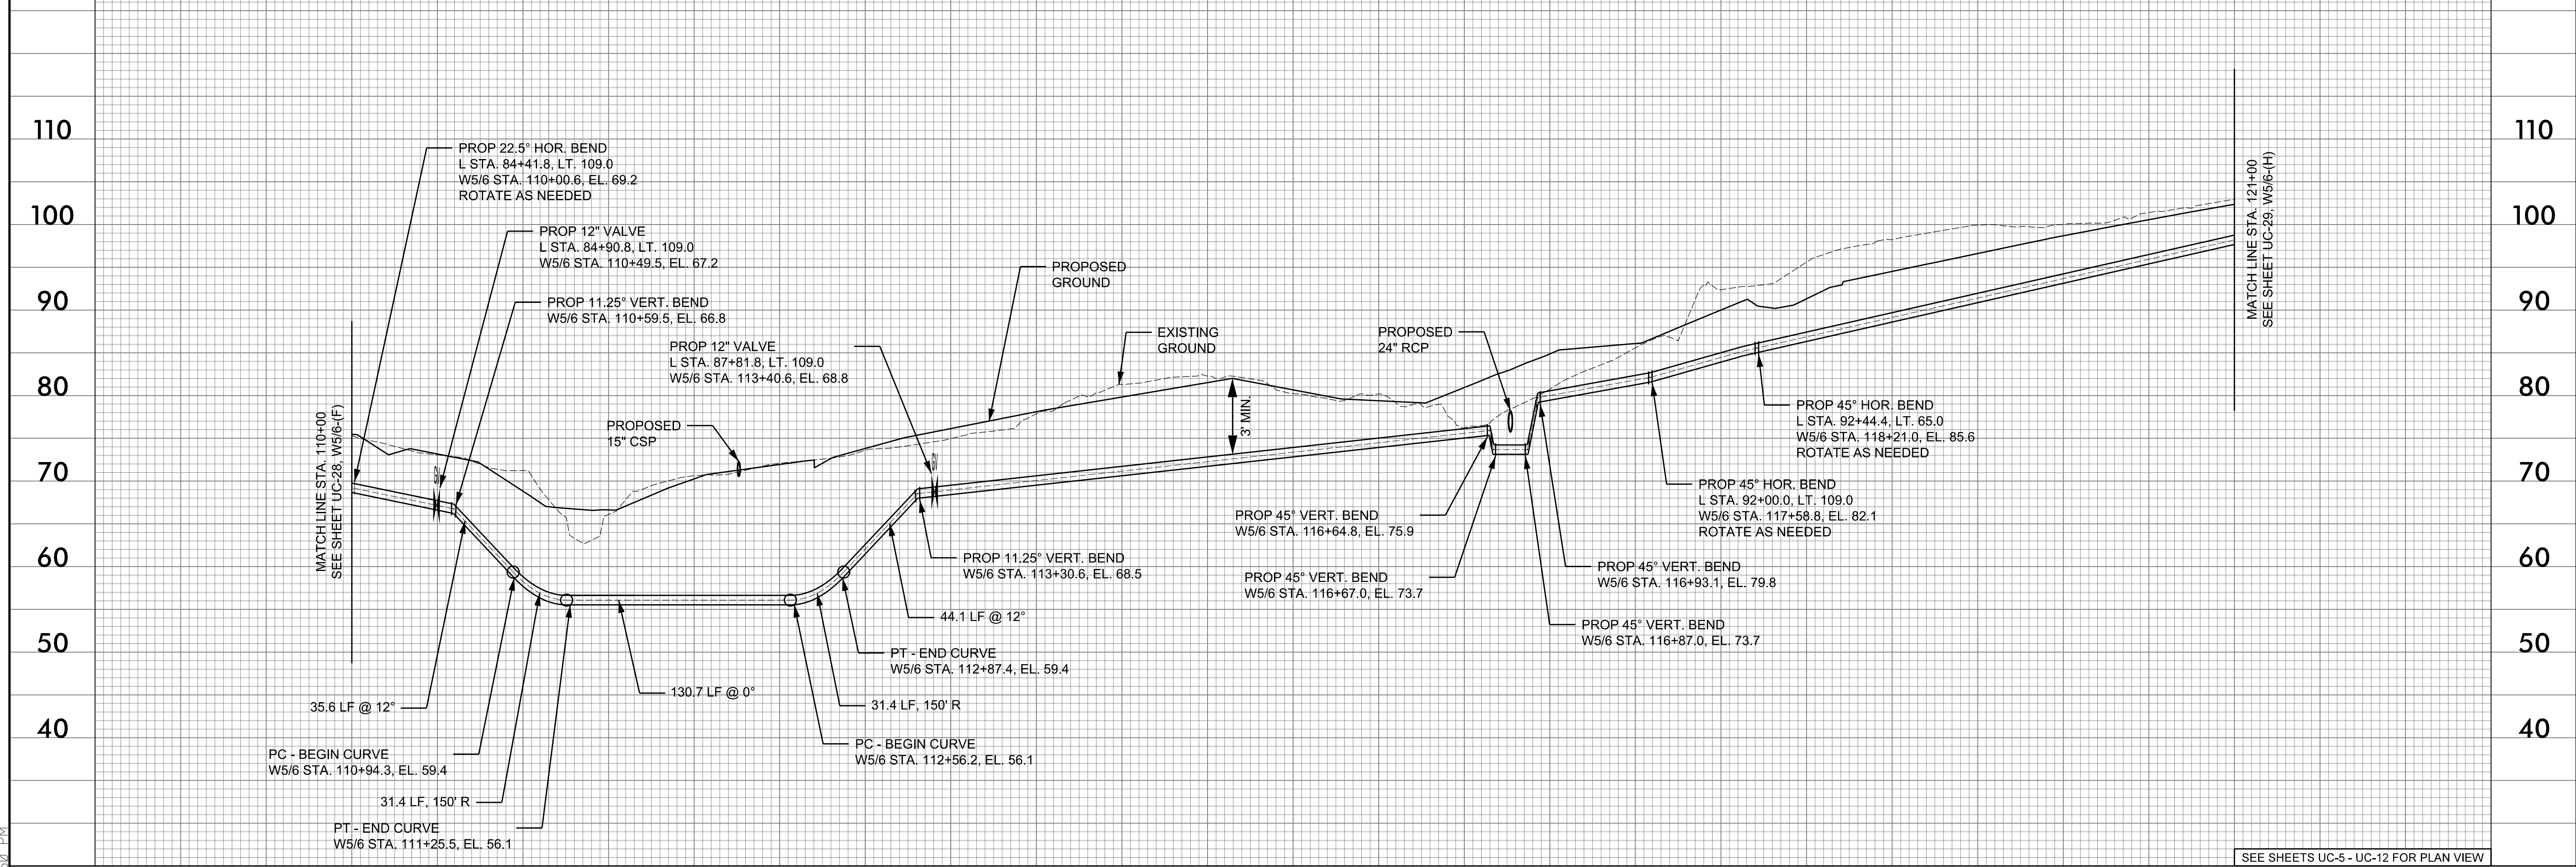 110
100
90
80
70
60
50
40
MATCH LINE STA. 110+00
SEE SHEET UC-28, W5/6-(F)
PROP 22.5° HOR. BEND
L STA. 84+41.8, LT. 109.0
W5/6 STA. 110+00.6, EL. 69.2
ROTATE AS NEEDED
PROP 12" VALVE
L STA. 84+90.8, LT. 109.0
W5/6 STA. 110+49.5, EL. 67.2
PROP 11.25° VERT. BEND
W5/6 STA. 110+59.5, EL. 66.8
PROP 12" VALVE
L STA. 87+81.8, LT. 109.0
W5/6 STA. 113+40.6, EL. 68.8
PROPOSED
15" CSP
PROPOSED
GROUND
EXISTING
GROUND
3' MIN.
PROPOSED
24" RCP
35.6 LF @ 12°
PC - BEGIN CURVE
W5/6 STA. 110+94.3, EL. 59.4
31.4 LF, 150' R
PT - END CURVE
W5/6 STA. 111+25.5, EL. 56.1
130.7 LF @ 0°
PC - BEGIN CURVE
W5/6 STA. 112+56.2, EL. 56.1
31.4 LF, 150' R
PT - END CURVE
W5/6 STA. 112+87.4, EL. 59.4
44.1 LF @ 12°
PROP 11.25° VERT. BEND
W5/6 STA. 113+30.6, EL. 68.5
PROP 45° VERT. BEND
W5/6 STA. 116+64.8, EL. 75.9
PROP 45° VERT. BEND
W5/6 STA. 116+67.0, EL. 73.7
PROP 45° VERT. BEND
W5/6 STA. 116+87.0, EL. 73.7
PROP 45° VERT. BEND
W5/6 STA. 116+93.1, EL. 79.8
PROP 45° HOR. BEND
L STA. 92+00.0, LT. 109.0
W5/6 STA. 117+58.8, EL. 82.1
ROTATE AS NEEDED
PROP 45° HOR. BEND
L STA. 92+44.4, LT. 65.0
W5/6 STA. 118+21.0, EL. 85.6
ROTATE AS NEEDED
MATCH LINE STA. 121+00
SEE SHEET UC-29, W5/6-(H)
110
100
90
80
70
60
50
40
SEE SHEETS UC-5 - UC-12 FOR PLAN VIEW